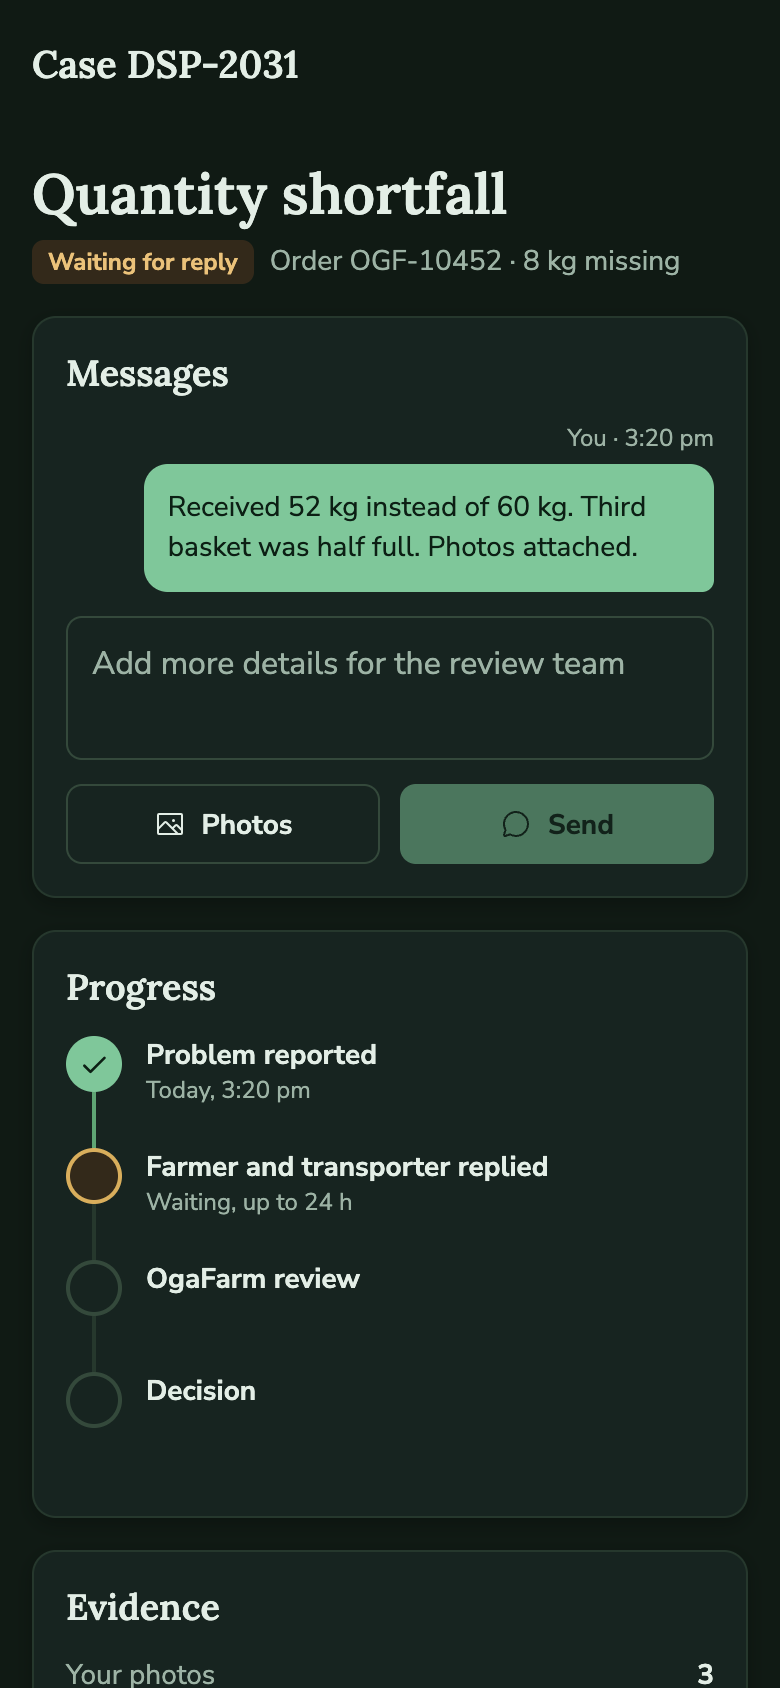 Case DSP-2031
Quantity shortfall
Waiting for reply
Order OGF-10452 · 8 kg missing
Messages
You · 3:20 pm
Received 52 kg instead of 60 kg. Third
basket was half full. Photos attached.
Add more details for the review team
Photos
Send
Progress
Problem reported
Today, 3:20 pm
Farmer and transporter replied
Waiting, up to 24 h
OgaFarm review
Decision
Evidence
Your photos
3